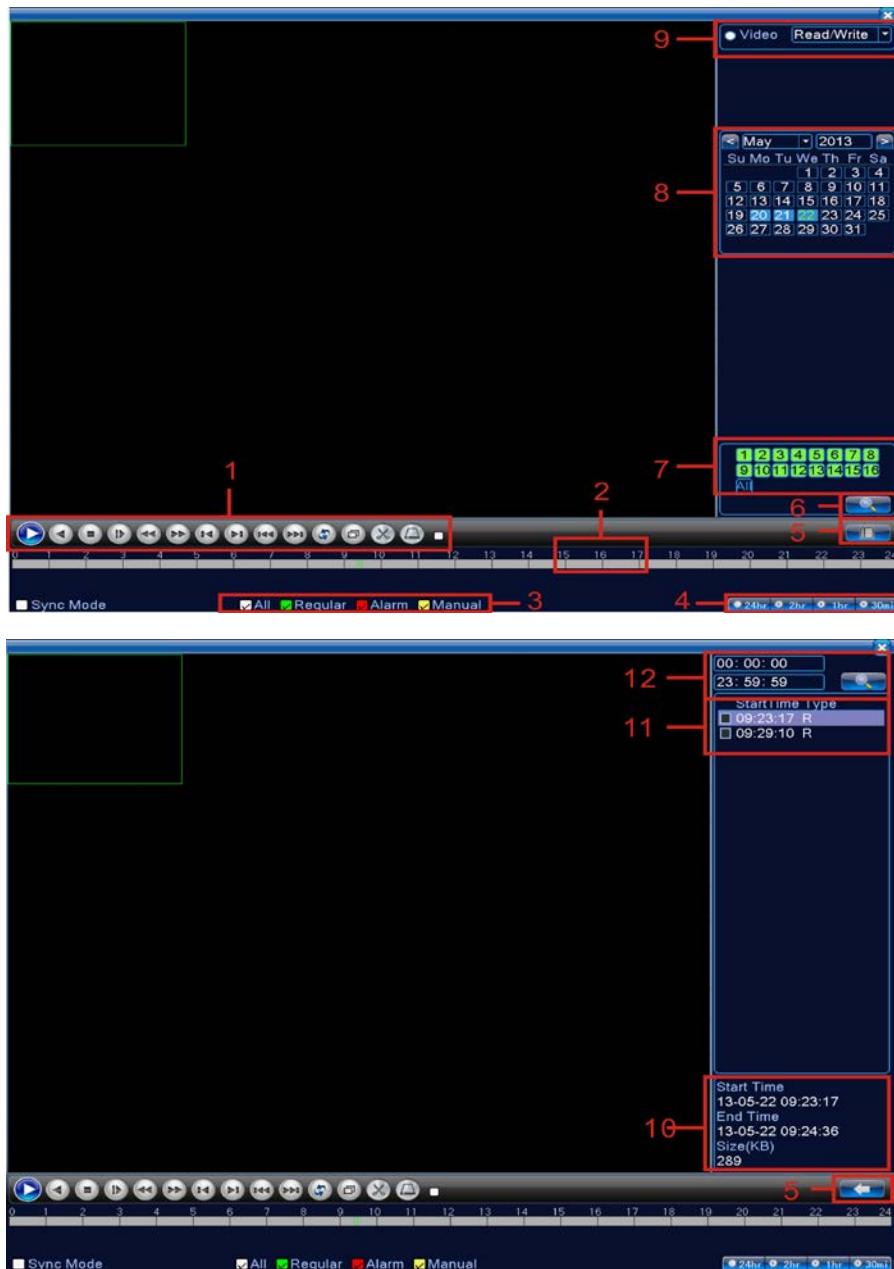 9
Video Read/Write
8
May 2013
Su Mo Tu We Th Fr Sa
1 2 3 4
5 6 7 8 9 10 11
12 13 14 15 16 17 18
19 20 21 22 23 24 25
26 27 28 29 30 31
7
1 2 3 4 5 6 7 8
9 10 11 12 13 14 15 16
All
1
2
6
5
0 1 2 3 4 5 6 7 8 9 10 11 12 13 14 15 16 17 18 19 20 21 22 23 24
Sync Mode
All Regular Alarm Manual
3
4
24hr 2hr 1hr 30mi
12
00: 00: 00
23: 59: 59
11
StartTime Type
09:23:17 R
09:29:10 R
10
Start Time
13-05-22 09:23:17
End Time
13-05-22 09:24:36
Size(KB)
289
5
0 1 2 3 4 5 6 7 8 9 10 11 12 13 14 15 16 17 18 19 20 21 22 23 24
Sync Mode
All Regular Alarm Manual
24hr 2hr 1hr 30mi